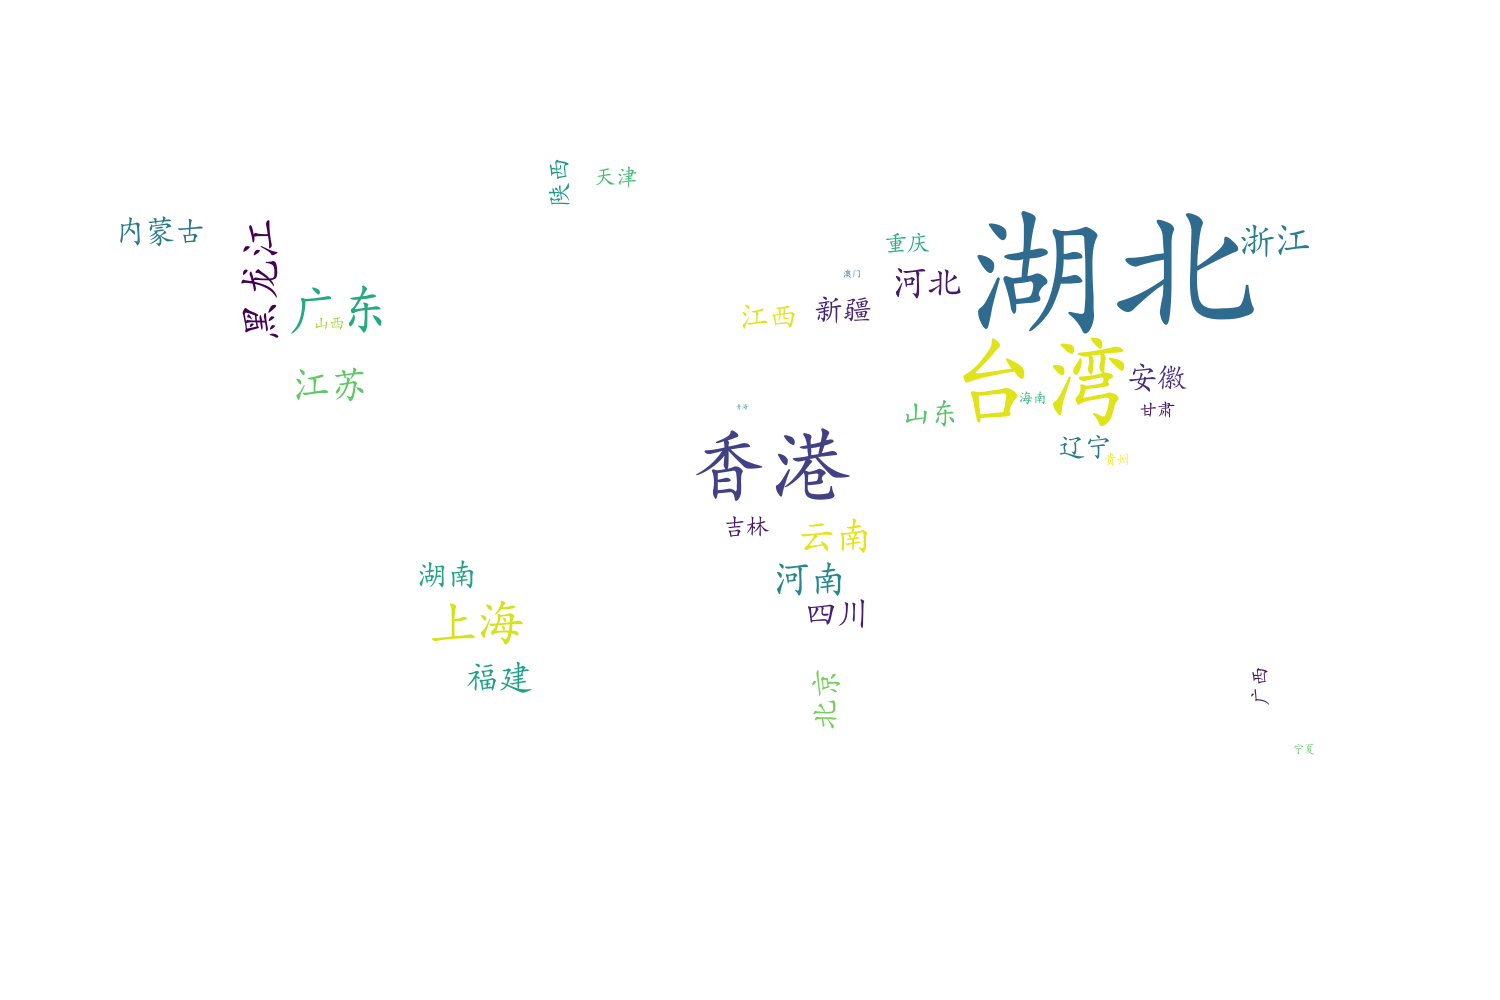 陕西
天津
内蒙古
黑龙江
湖北
浙江
重庆
澳门
河北
广东
山西
江西
新疆
江苏
台湾
安徽
海南
山东
甘肃
青海
香港
辽宁
贵州
吉林
云南
湖南
河南
上海
四川
福建
北京
广西
宁夏